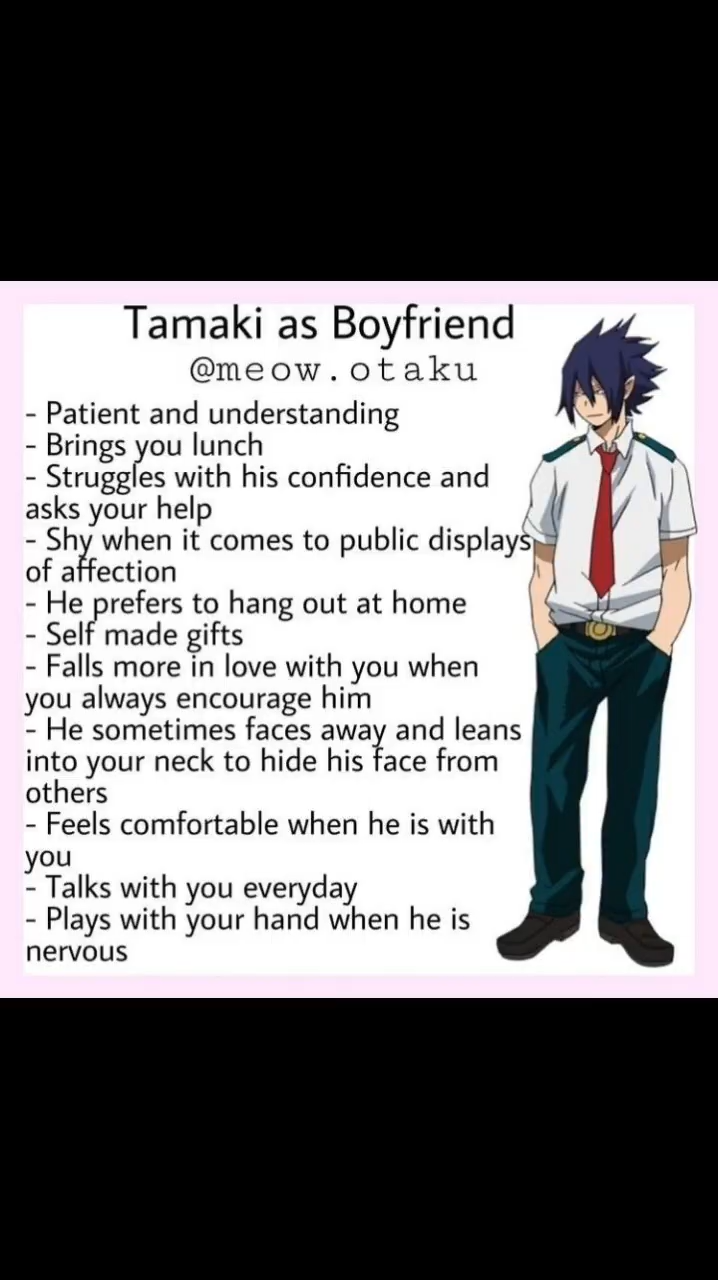 Tamaki as Boyfriend
@meow.otaku
- Patient and understanding
- Brings you lunch
- Struggles with his confidence and
asks your help
- Shy when it comes to public displays
of affection
- He prefers to hang out at home
- Self made gifts
- Falls more in love with you when
you always encourage him
- He sometimes faces away and leans
into your neck to hide his face from
others
- Feels comfortable when he is with
you
- Talks with you everyday
- Plays with your hand when he is
nervous